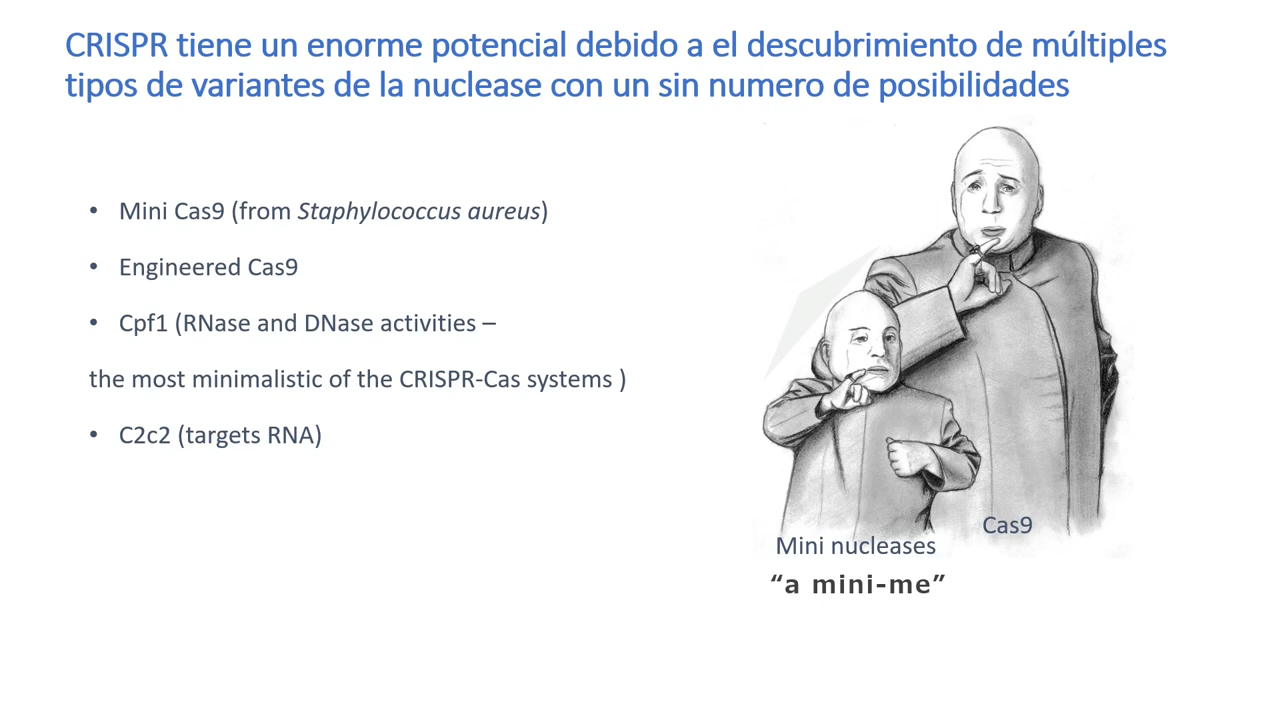 CRISPR tiene un enorme potencial debido a el descubrimiento de múltiples
tipos de variantes de la nuclease con un sin numero de posibilidades
• Mini Cas9 (from Staphylococcus aureus)
• Engineered Cas9
• Cpf1 (RNase and DNase activities –
the most minimalistic of the CRISPR-Cas systems )
• C2c2 (targets RNA)
Cas9
Mini nucleases
“a mini-me”